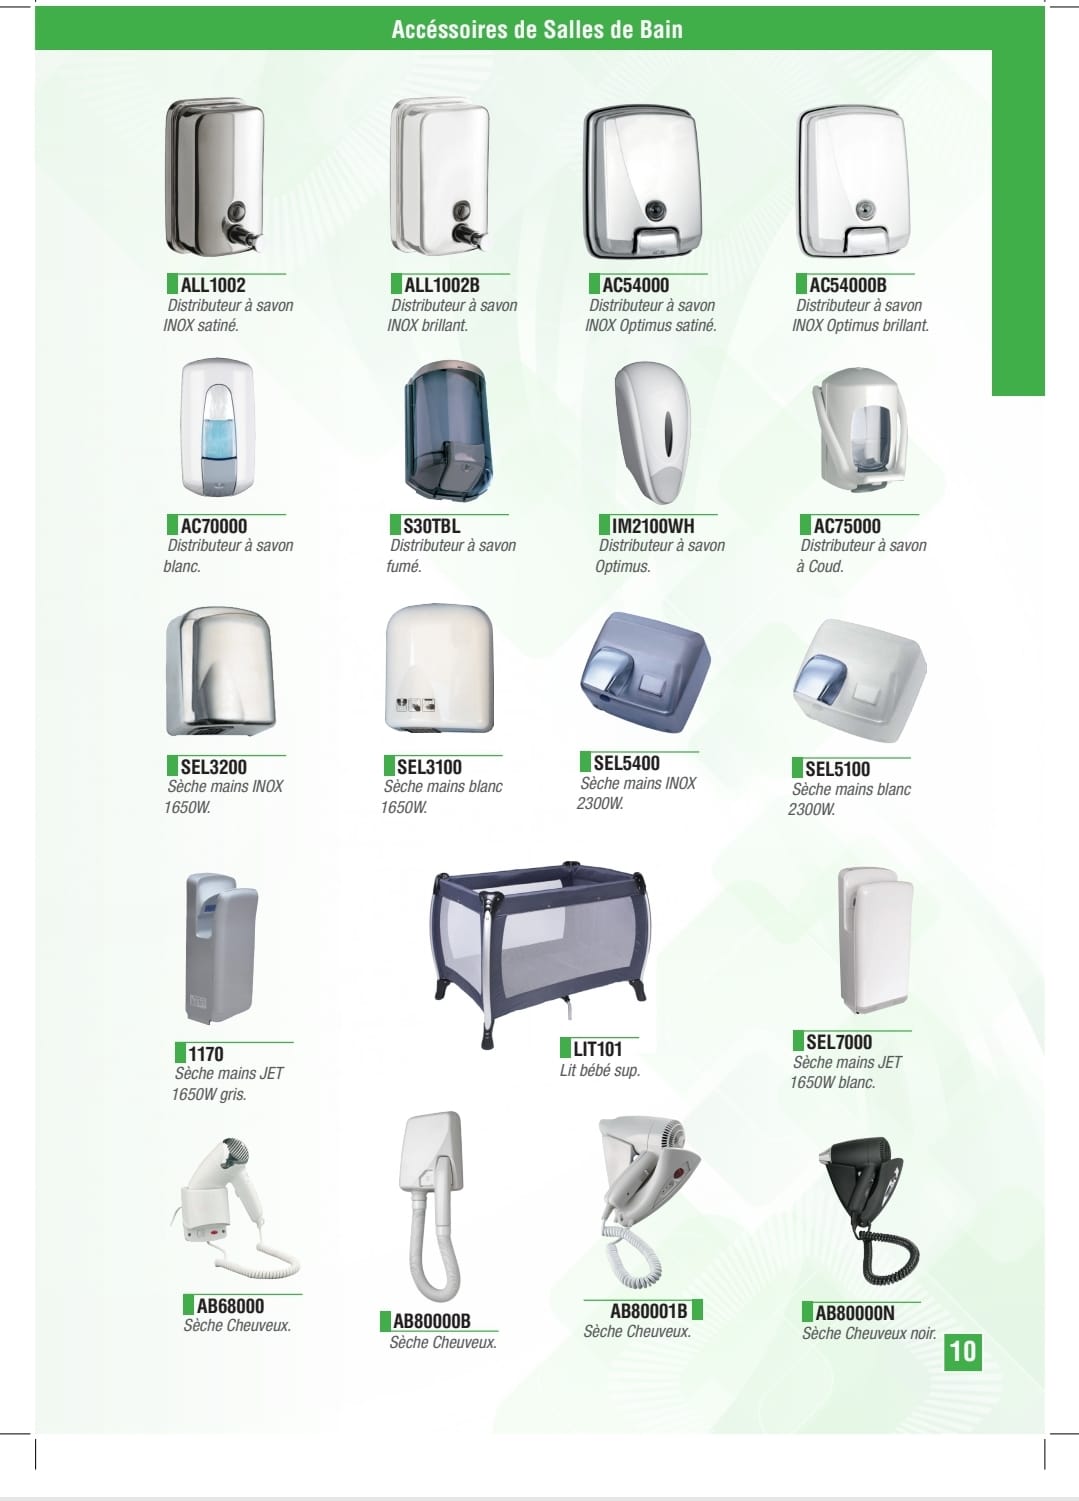 Accéssoires de Salles de Bain
ALL1002
Distributeur à savon
INOX satiné.
ALL1002B
Distributeur à savon
INOX brillant.
AC54000
Distributeur à savon
INOX Optimus satiné.
AC54000B
Distributeur à savon
INOX Optimus brillant.
AC70000
Distributeur à savon
blanc.
S30TBL
Distributeur à savon
fumé.
IM2100WH
Distributeur à savon
Optimus.
AC75000
Distributeur à savon
à Coud.
SEL3200
Sèche mains INOX
1650W.
SEL3100
Sèche mains blanc
1650W.
SEL5400
Sèche mains INOX
2300W.
SEL5100
Sèche mains blanc
2300W.
1170
Sèche mains JET
1650W gris.
LIT101
Lit bébé sup.
SEL7000
Sèche mains JET
1650W blanc.
AB68000
Sèche Cheuveux.
AB80000B
Sèche Cheuveux.
AB80001B
Sèche Cheuveux.
AB80000N
Sèche Cheuveux noir.
10